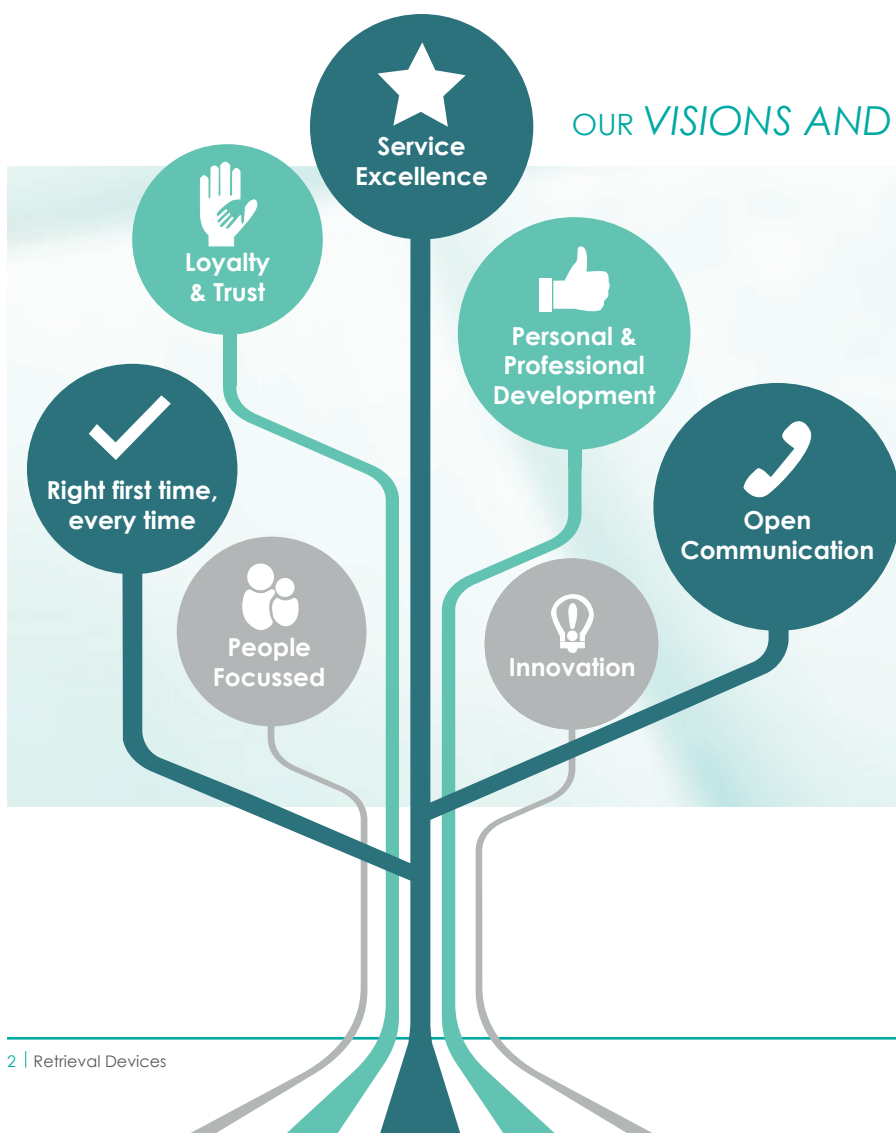 OUR VISIONS AND
Service
Excellence
Loyalty
& Trust
Personal &
Professional
Development
Right first time,
every time
Open
Communication
People
Focussed
Innovation
2 | Retrieval Devices